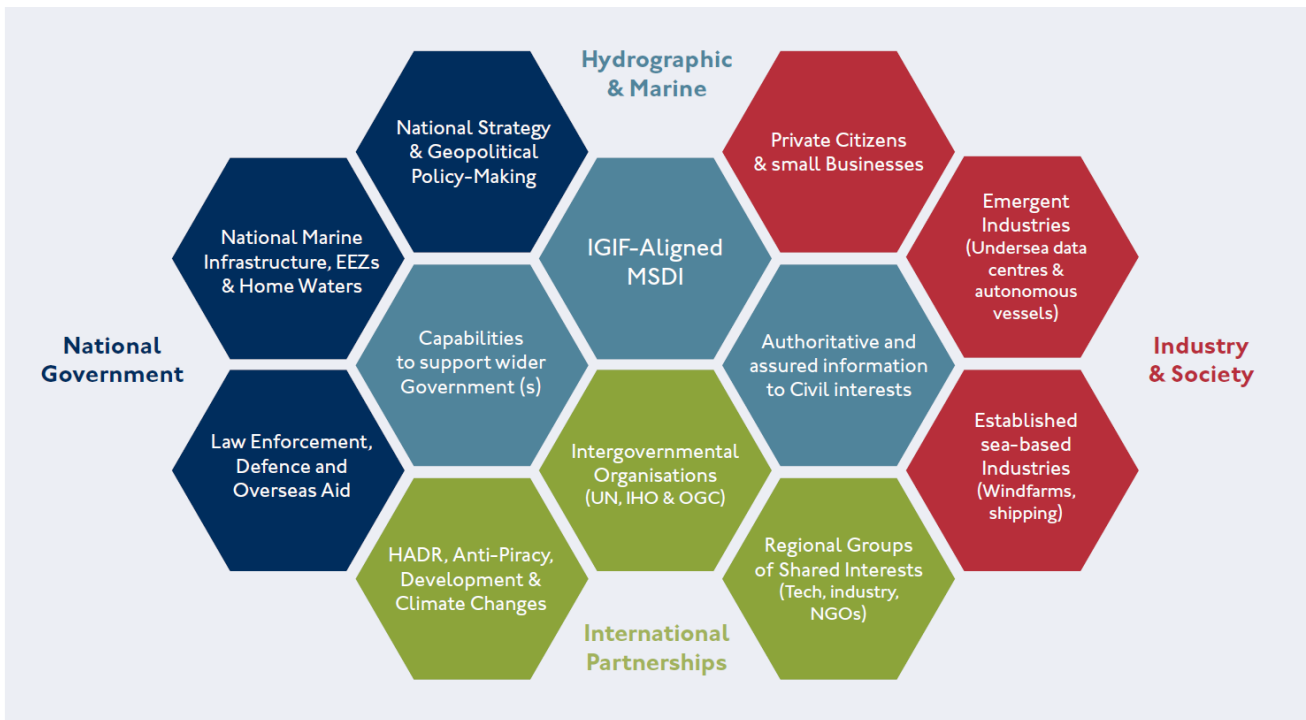 Hydrographic
& Marine
National Strategy
& Geopolitical
Policy-Making
Private Citizens
& small Businesses
National Marine
Infrastructure, EEZs
& Home Waters
IGIF-Aligned
MSDI
Emergent
Industries
(Undersea data
centres &
autonomous
vessels)
National
Government
Capabilities
to support wider
Government (s)
Authoritative and
assured information
to Civil interests
Industry
& Society
Law Enforcement,
Defence and
Overseas Aid
Intergovernmental
Organisations
(UN, IHO & OGC)
Established
sea-based
Industries
(Windfarms,
shipping)
HADR, Anti-Piracy,
Development &
Climate Changes
Regional Groups
of Shared Interests
(Tech, industry,
NGOs)
International
Partnerships